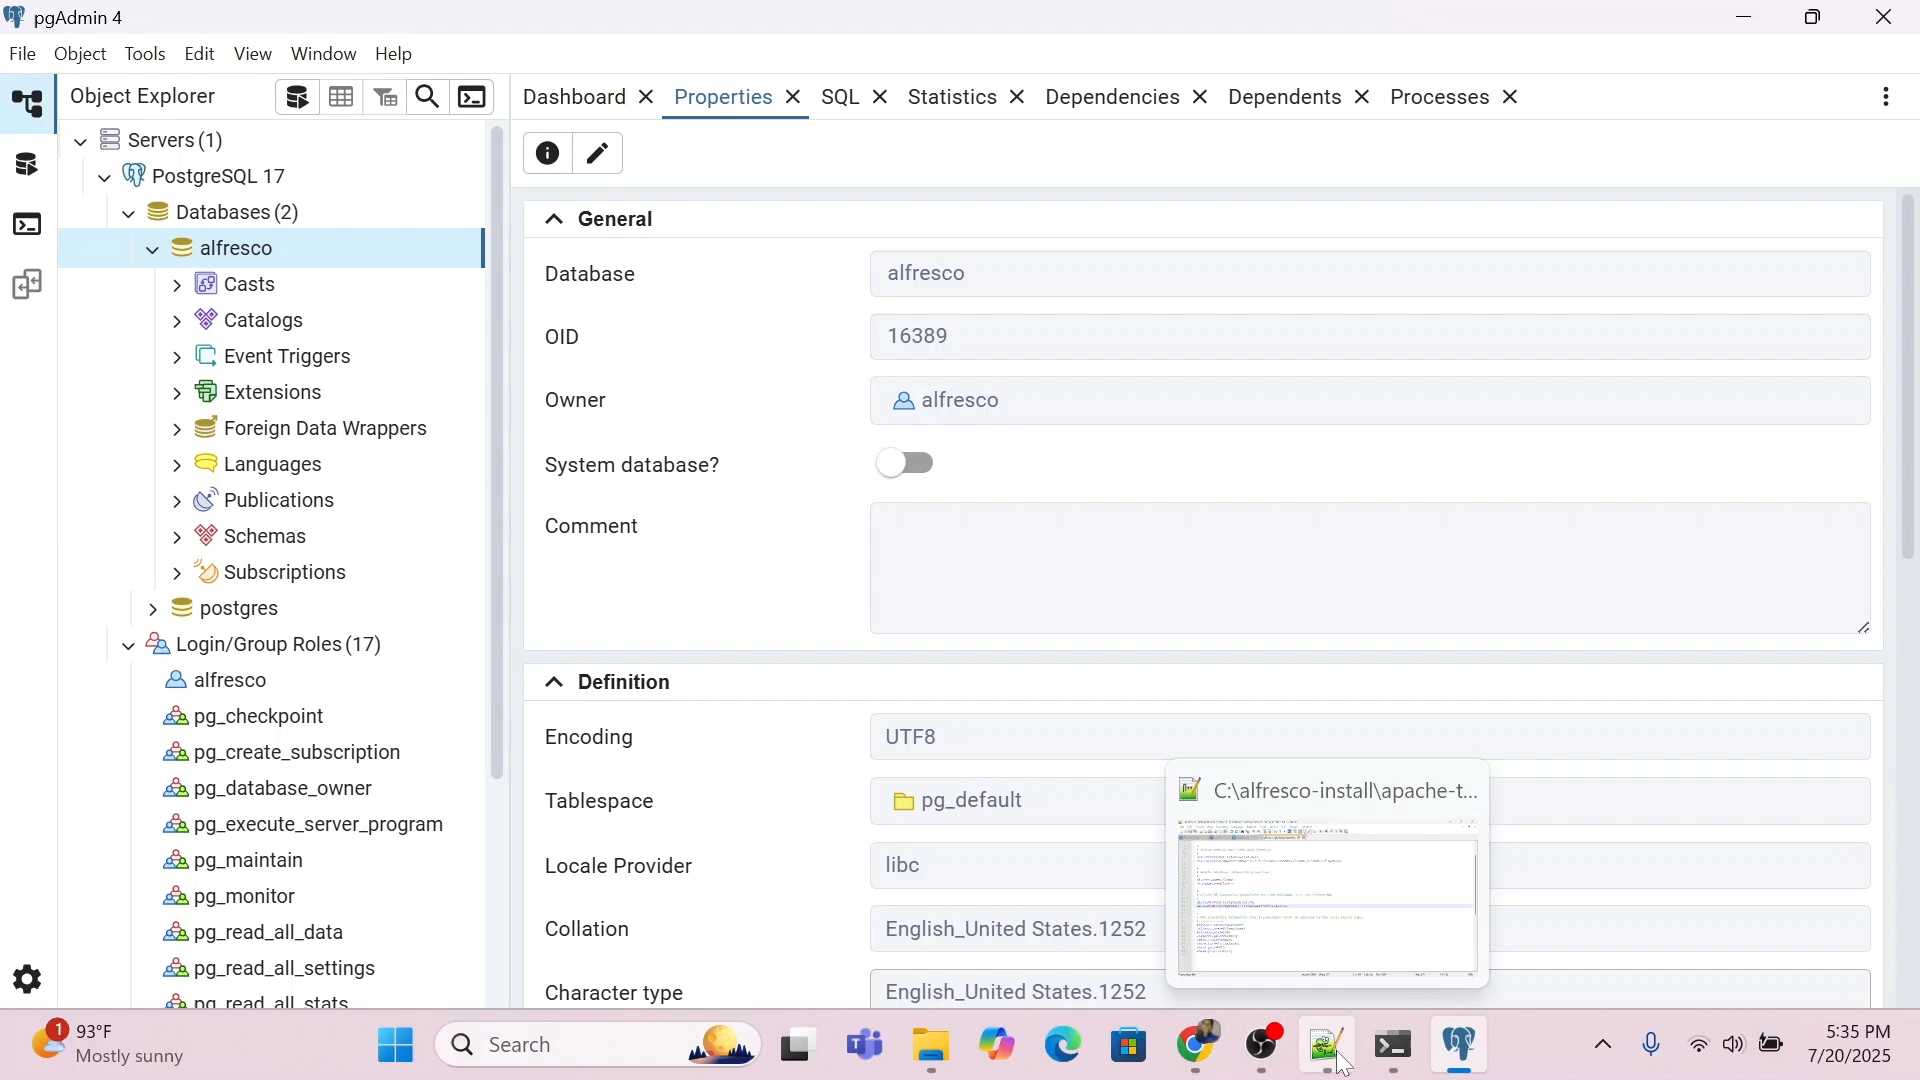 pgAdmin 4
File Object Tools Edit View Window Help
Object Explorer
Dashboard Properties SQL Statistics Dependencies Dependents Processes
Servers (1)
PostgreSQL 17
Databases (2)
alfresco
Casts
Catalogs
Event Triggers
Extensions
Foreign Data Wrappers
Languages
Publications
Schemas
Subscriptions
postgres
Login/Group Roles (17)
alfresco
pg_checkpoint
pg_create_subscription
pg_database_owner
pg_execute_server_program
pg_maintain
pg_monitor
pg_read_all_data
pg_read_all_settings
pg_read_all_stats
General
Database alfresco
OID 16389
Owner alfresco
System database?
Comment
Definition
Encoding UTF8
Tablespace pg_default
Locale Provider libc
Collation English_United States.1252
Character type English_United States.1252
C:\alfresco-install\apache-t...
1
93°F
Mostly sunny
Search
5:35 PM
7/20/2025